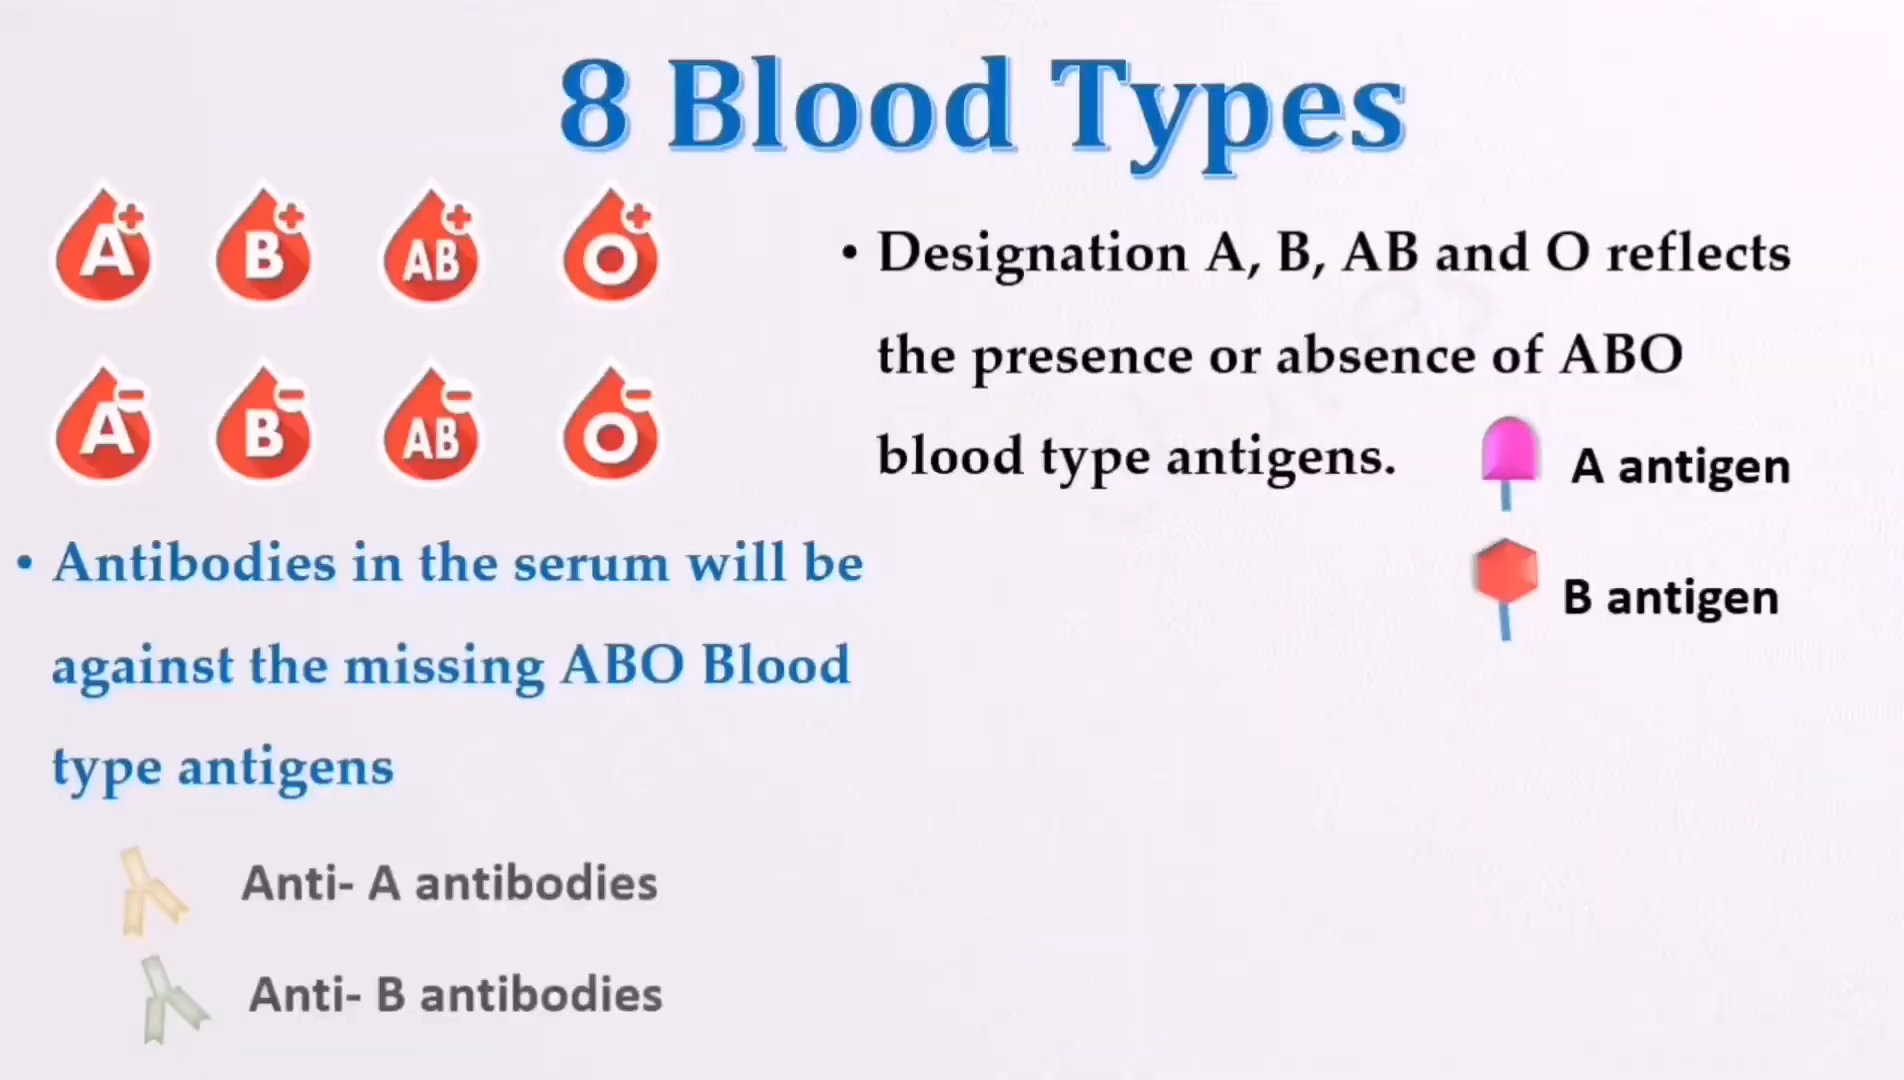 8 Blood Types
A+ B+ AB+ O+
A- B- AB- O-
• Designation A, B, AB and O reflects
the presence or absence of ABO
blood type antigens.
A antigen
B antigen
• Antibodies in the serum will be
against the missing ABO Blood
type antigens
Anti- A antibodies
Anti- B antibodies